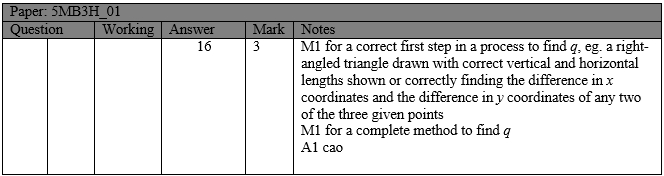 Paper: 5MB3H_01
Question Working Answer Mark Notes
16 3 M1 for a correct first step in a process to find q, eg. a right-
angled triangle drawn with correct vertical and horizontal
lengths shown or correctly finding the difference in x
coordinates and the difference in y coordinates of any two
of the three given points
M1 for a complete method to find q
A1 cao